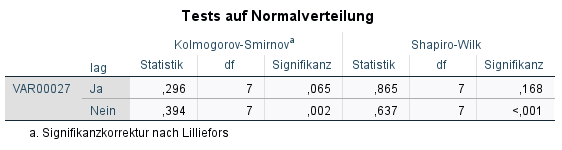 Tests auf Normalverteilung
Kolmogorov-Smirnovᵃ Shapiro-Wilk
lag Statistik df Signifikanz Statistik df Signifikanz
VAR00027 Ja ,296 7 ,065 ,865 7 ,168
Nein ,394 7 ,002 ,637 7 <,001
a. Signifikanzkorrektur nach Lilliefors